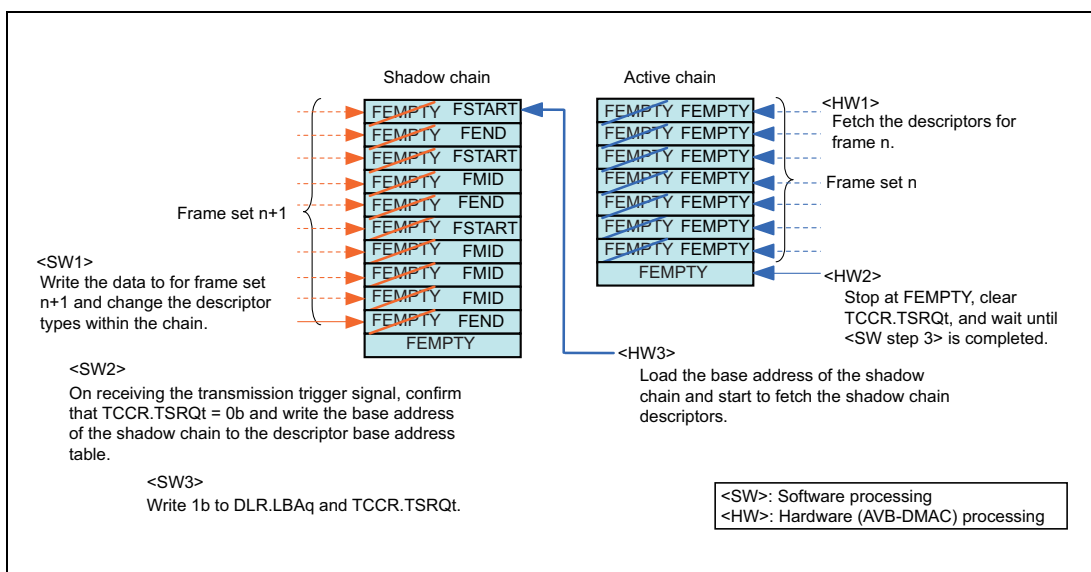 Shadow chain
Active chain
FEMPTY FSTART
FEMPTY FEND
FEMPTY FSTART
FEMPTY FMID
FEMPTY FEND
FEMPTY FSTART
FEMPTY FMID
FEMPTY FMID
FEMPTY FMID
FEMPTY FEND
FEMPTY
Frame set n+1
FEMPTY FEMPTY
FEMPTY FEMPTY
FEMPTY FEMPTY
FEMPTY FEMPTY
FEMPTY FEMPTY
FEMPTY FEMPTY
FEMPTY FEMPTY
FEMPTY
<HW1>
Fetch the descriptors for
frame n.
Frame set n
<SW1>
Write the data to for frame set
n+1 and change the descriptor
types within the chain.
<HW2>
Stop at FEMPTY, clear
TCCR.TSRQt, and wait until
<SW step 3> is completed.
<SW2>
On receiving the transmission trigger signal, confirm
that TCCR.TSRQt = 0b and write the base address
of the shadow chain to the descriptor base address
table.
<HW3>
Load the base address of the shadow
chain and start to fetch the shadow chain
descriptors.
<SW3>
Write 1b to DLR.LBAq and TCCR.TSRQt.
<SW>: Software processing
<HW>: Hardware (AVB-DMAC) processing